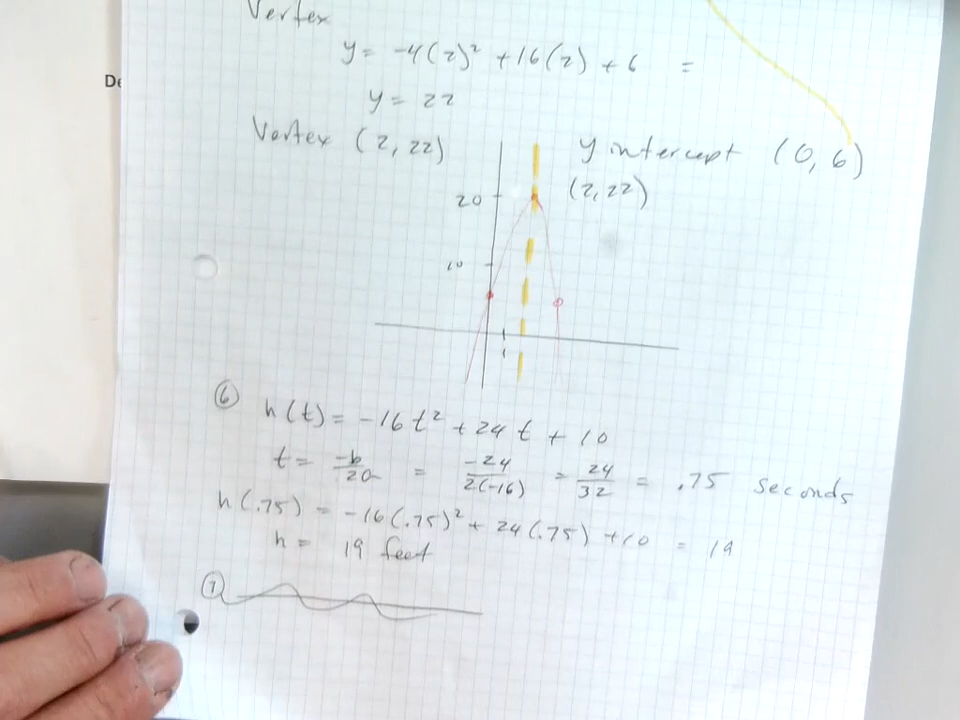 Vertex
y = -4(2)² + 16(2) + 6 =
y = 22
Vertex (2, 22)
y intercept (0, 6)
(2, 22)
20
10
1
⑥ h(t) = -16t² + 24t + 10
t = -b/2a = -24/2(-16) = 24/32 = .75 seconds
h(.75) = -16(.75)² + 24(.75) + 10 = 19
h = 19 feet
⑦